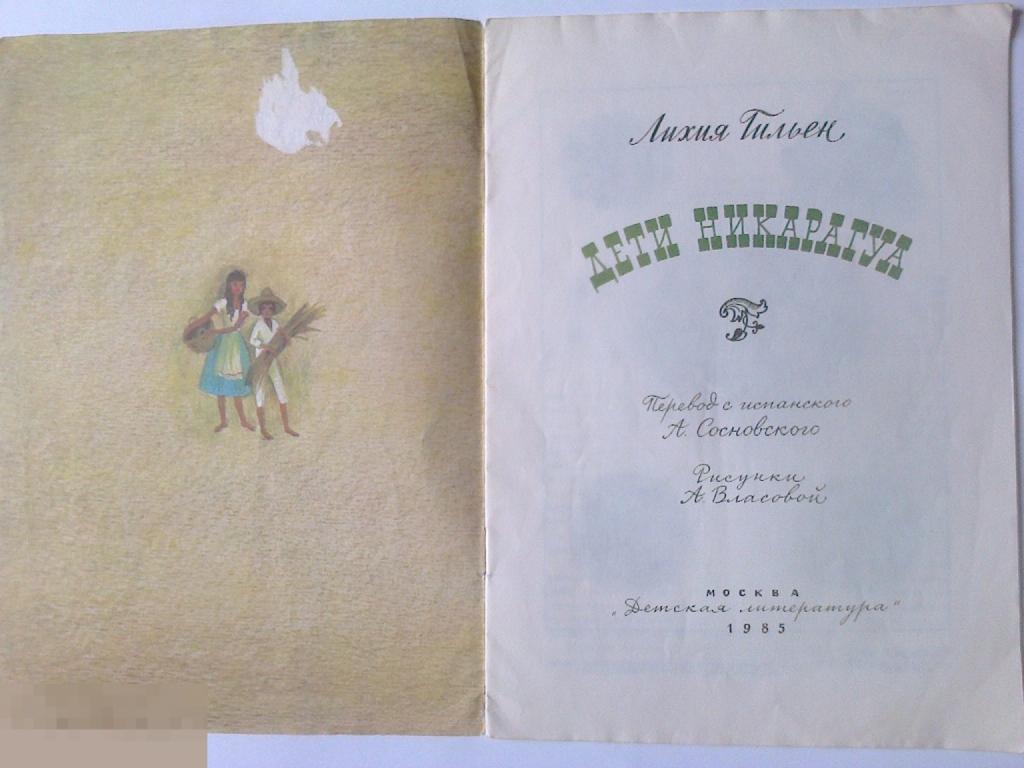 Лихия Гильен
ДЕТИ НИКАРАГУА
Перевод с испанского
А. Сосновского
Рисунки
А. Власовой
МОСКВА
"Детская литература"
1985